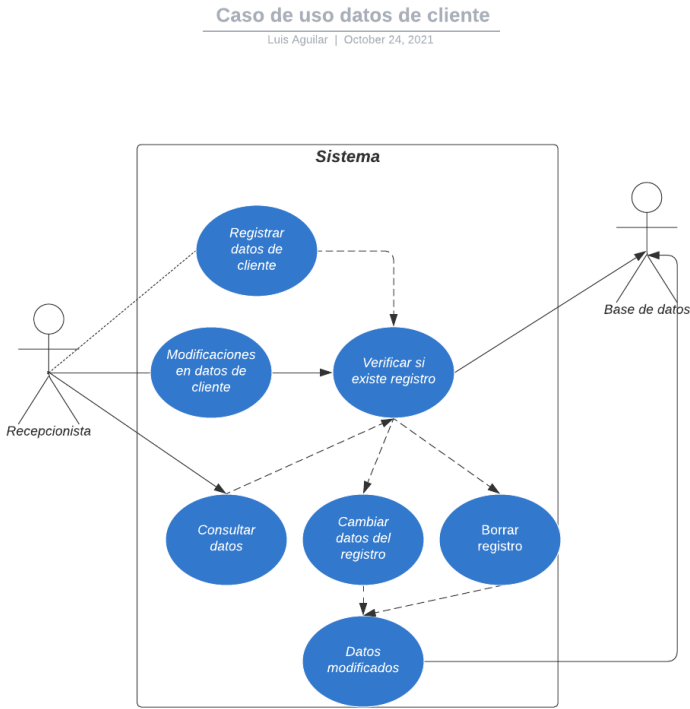 Caso de uso datos de cliente
Luis Aguilar | October 24, 2021
Sistema
Registrar
datos de
cliente
Base de datos
Modificaciones
en datos de
cliente
Verificar si
existe registro
Recepcionista
Consultar
datos
Cambiar
datos del
registro
Borrar
registro
Datos
modificados